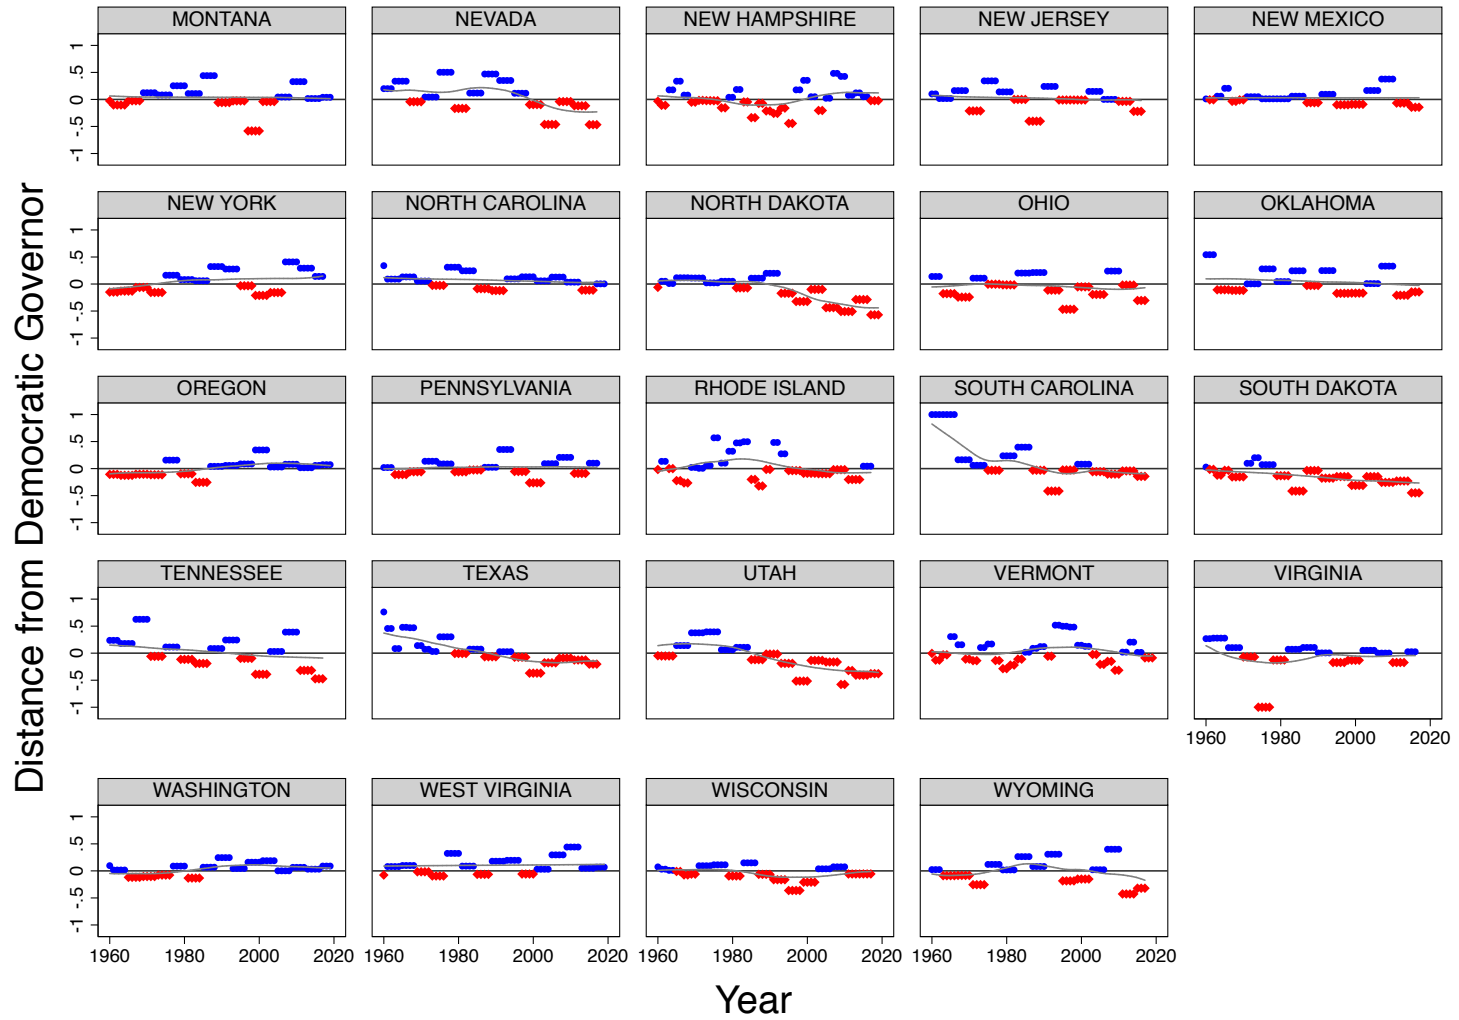 MONTANA NEVADA NEW HAMPSHIRE NEW JERSEY NEW MEXICO
1
.5
0
-.5
-1
NEW YORK NORTH CAROLINA NORTH DAKOTA OHIO OKLAHOMA
1
.5
0
-.5
-1
OREGON PENNSYLVANIA RHODE ISLAND SOUTH CAROLINA SOUTH DAKOTA
1
.5
0
-.5
-1
TENNESSEE TEXAS UTAH VERMONT VIRGINIA
1
.5
0
-.5
-1
1960 1980 2000 2020
WASHINGTON WEST VIRGINIA WISCONSIN WYOMING
1
.5
0
-.5
-1
1960 1980 2000 2020 1960 1980 2000 2020 1960 1980 2000 2020 1960 1980 2000 2020
Distance from Democratic Governor
Year